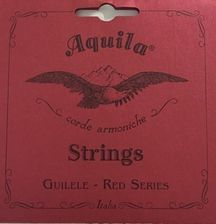 Aquila®
corde armoniche
Strings
GUILELE - RED SERIES
Italia